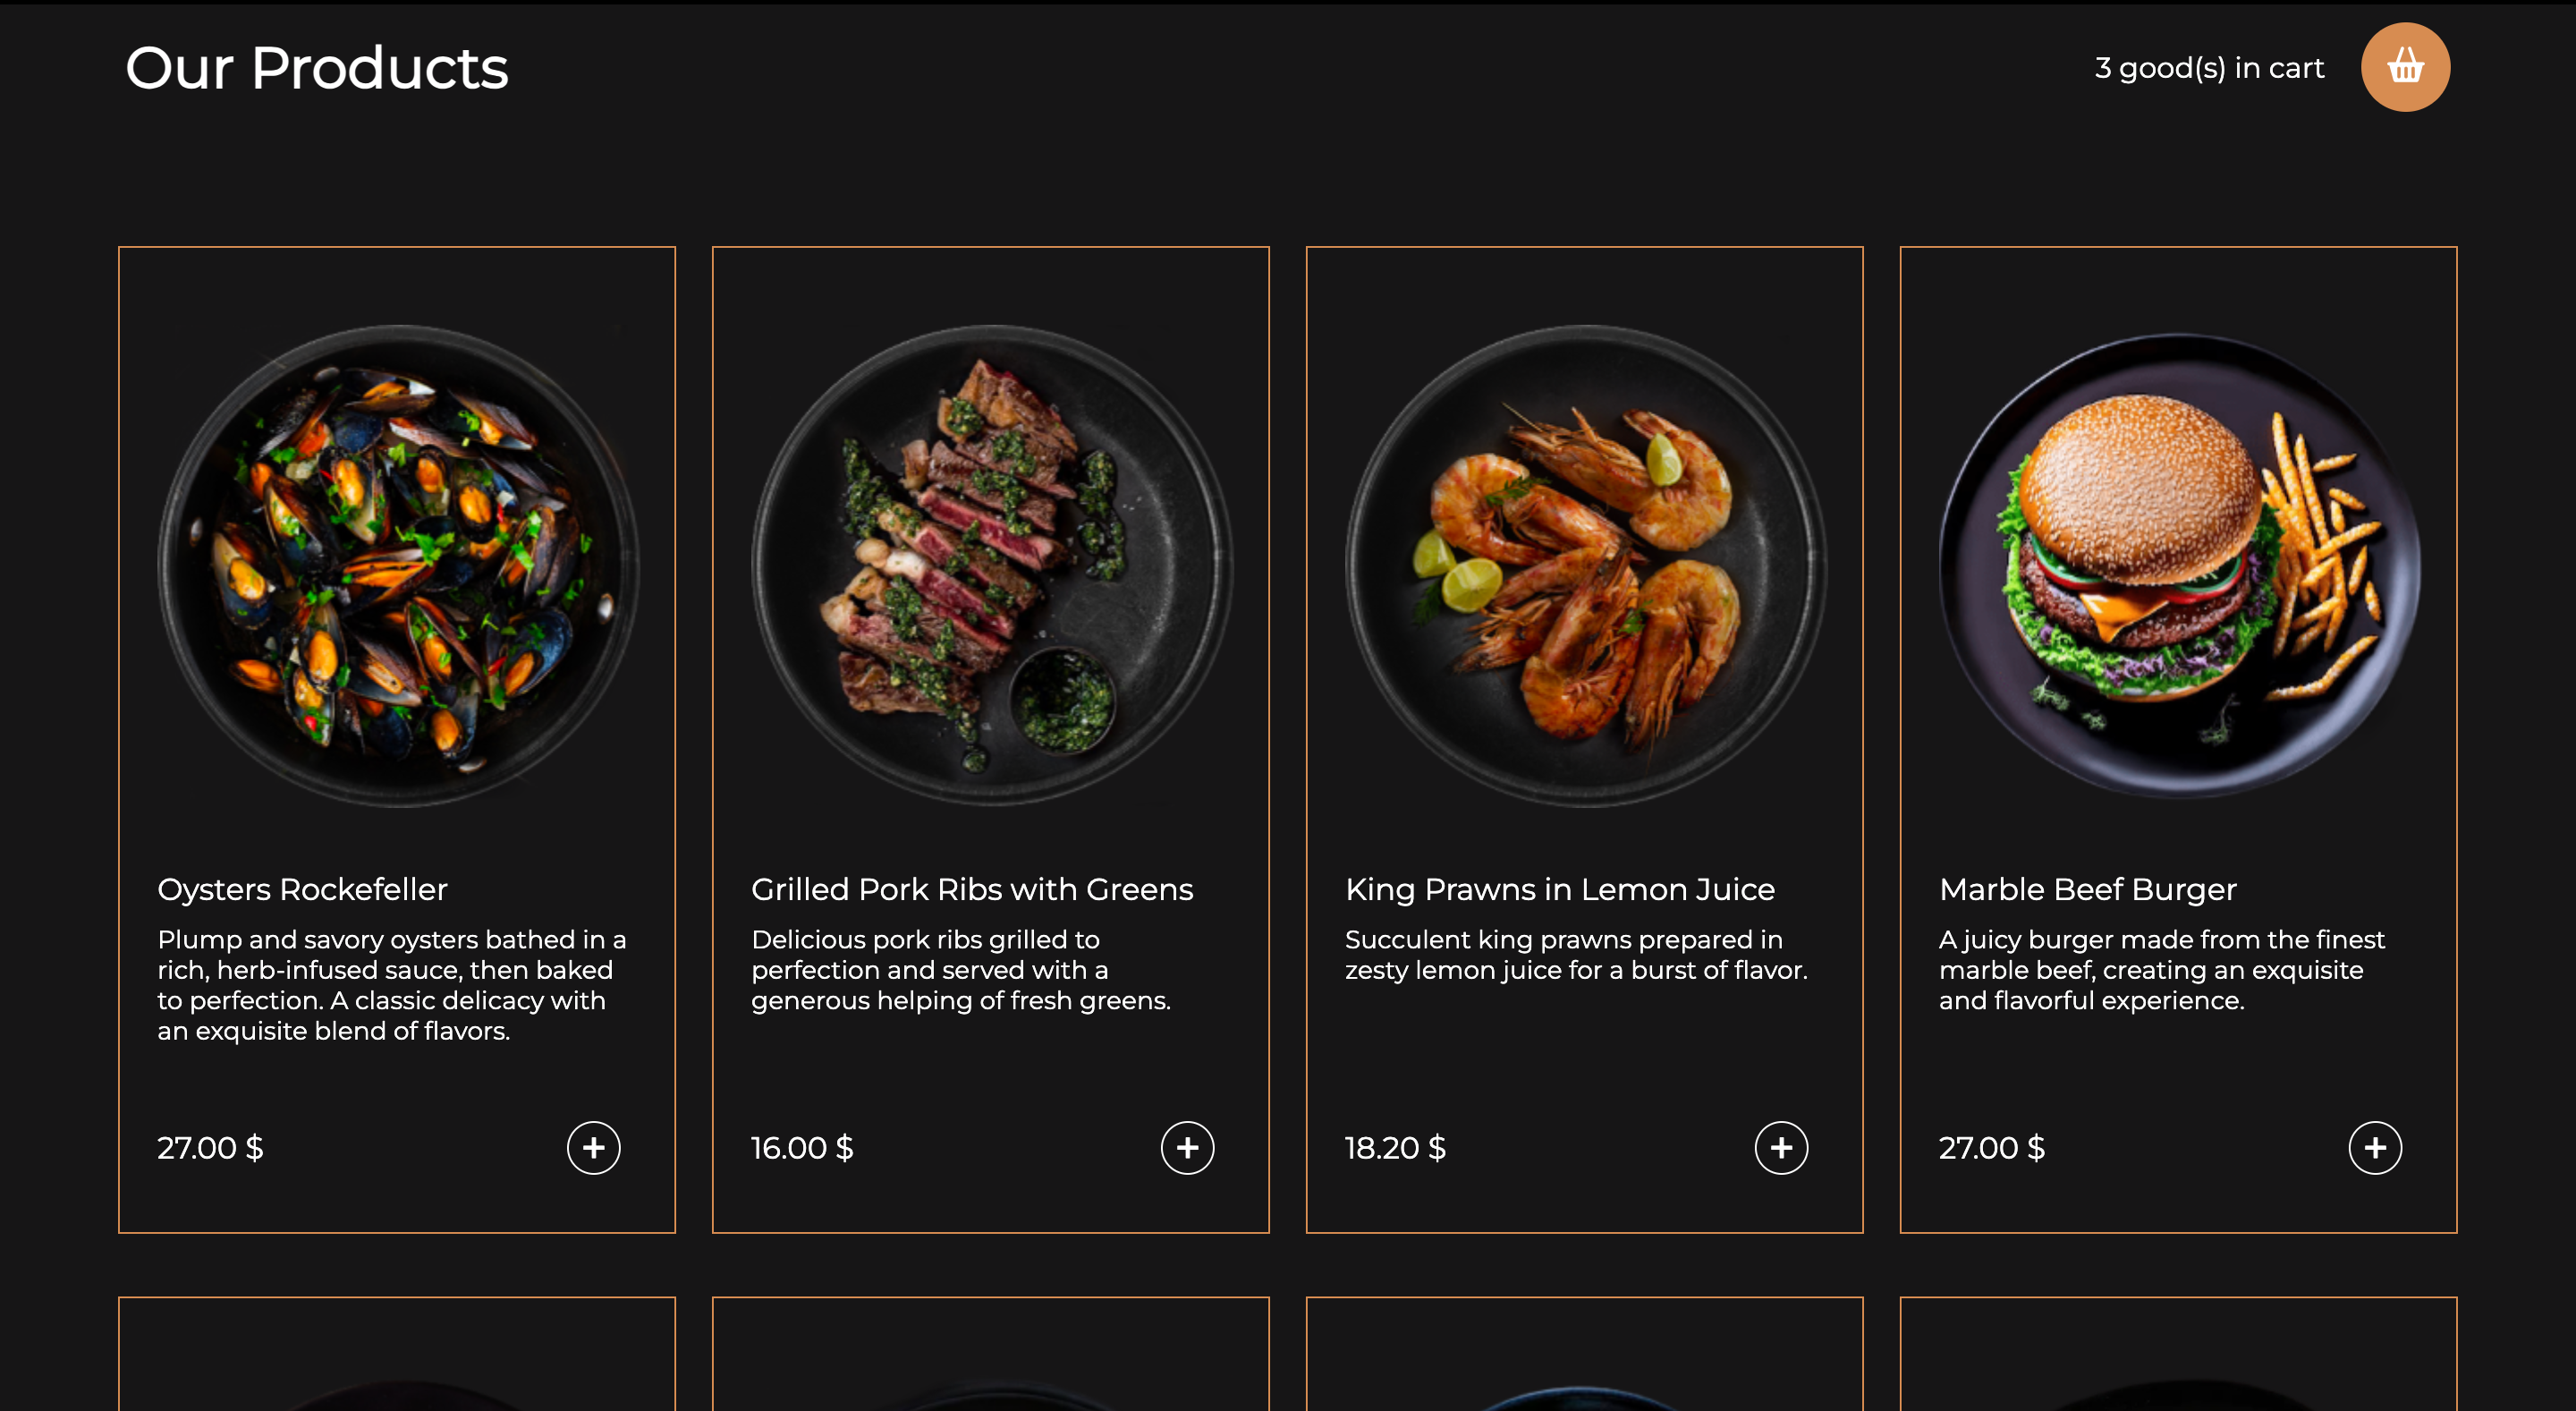 Our Products
3 good(s) in cart
Oysters Rockefeller
Plump and savory oysters bathed in a
rich, herb-infused sauce, then baked
to perfection. A classic delicacy with
an exquisite blend of flavors.
27.00 $
Grilled Pork Ribs with Greens
Delicious pork ribs grilled to
perfection and served with a
generous helping of fresh greens.
16.00 $
King Prawns in Lemon Juice
Succulent king prawns prepared in
zesty lemon juice for a burst of flavor.
18.20 $
Marble Beef Burger
A juicy burger made from the finest
marble beef, creating an exquisite
and flavorful experience.
27.00 $